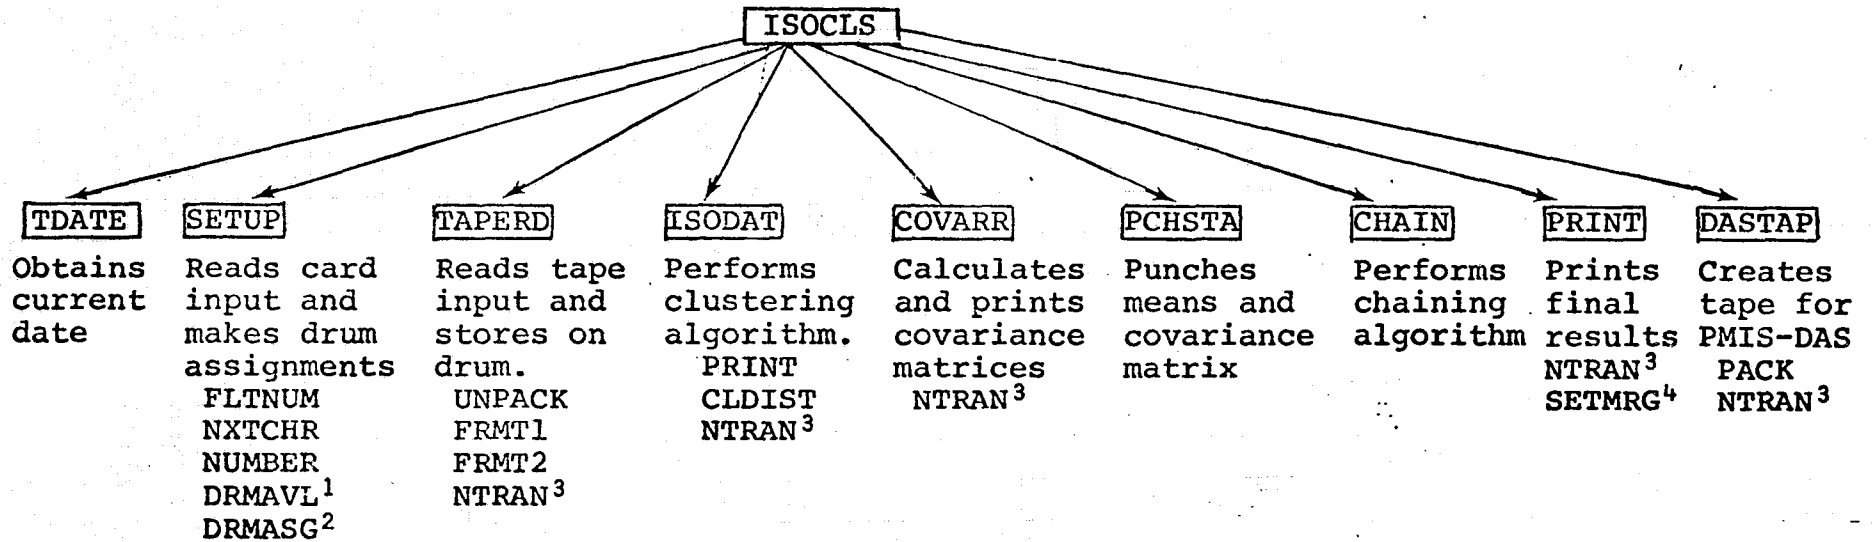 ISOCLS
TDATE
Obtains
current
date
SETUP
Reads card
input and
makes drum
assignments
FLTNUM
NXTCHR
NUMBER
DRMAVL¹
DRMASG²
TAPERD
Reads tape
input and
stores on
drum.
UNPACK
FRMT1
FRMT2
NTRAN³
ISODAT
Performs
clustering
algorithm.
PRINT
CLDIST
NTRAN³
COVARR
Calculates
and prints
covariance
matrices
NTRAN³
PCHSTA
Punches
means and
covariance
matrix
CHAIN
Performs
chaining
algorithm
PRINT
Prints
final
results
NTRAN³
SETMRG⁴
DASTAP
Creates
tape for
PMIS-DAS
PACK
NTRAN³